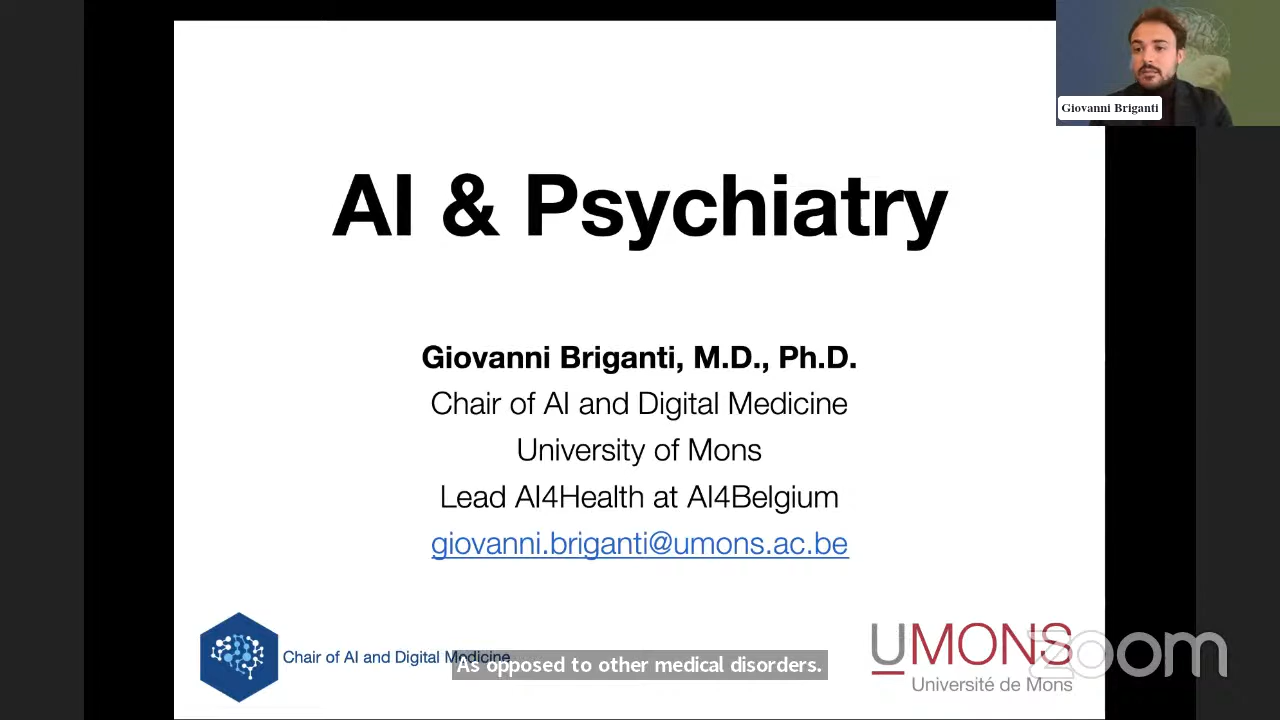 Giovanni Briganti
AI & Psychiatry
Giovanni Briganti, M.D., Ph.D.
Chair of AI and Digital Medicine
University of Mons
Lead AI4Health at AI4Belgium
giovanni.briganti@umons.ac.be
Chair of AI and Digital Medicine
As opposed to other medical disorders.
UMONS
Université de Mons
zoom